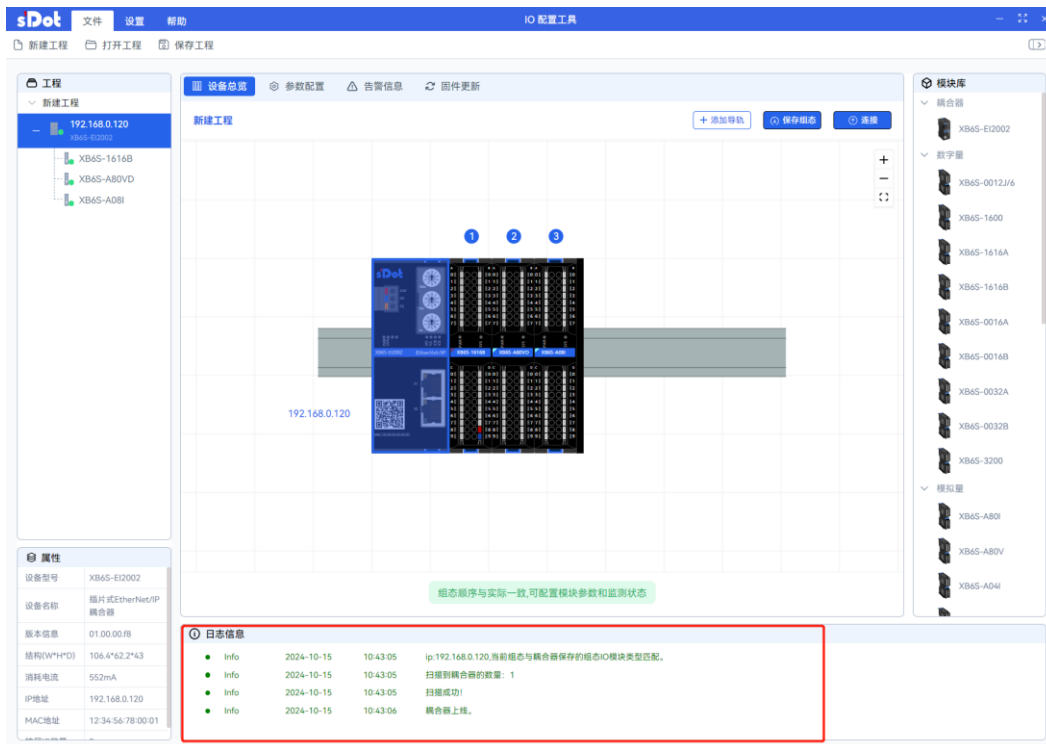 sDot 文件 设置 帮助 IO 配置工具
新建工程 打开工程 保存工程
工程
新建工程
192.168.0.120
XB6S-EI2002
XB6S-1616B
XB6S-A80VD
XB6S-A08I
设备总览 参数配置 告警信息 固件更新
新建工程 添加导轨 保存组态 连接
1 2 3
sDot
XB6S-EI2002 EtherNet/IP XB6S-1616B XB6S-A80VD XB6S-A08I
192.168.0.120
组态顺序与实际一致,可配置模块参数和监测状态
模块库
耦合器
XB6S-EI2002
数字量
XB6S-0012J/6
XB6S-1600
XB6S-1616A
XB6S-1616B
XB6S-0016A
XB6S-0016B
XB6S-0032A
XB6S-0032B
XB6S-3200
模拟量
XB6S-A80I
XB6S-A80V
XB6S-A04I
属性
设备型号 XB6S-EI2002
设备名称 插片式EtherNet/IP
耦合器
版本信息 01.00.00.f8
结构(W*H*D) 106.4*62.2*43
消耗电流 552mA
IP地址 192.168.0.120
MAC地址 12:34:56:78:00:01
日志信息
Info 2024-10-15 10:43:05 ip:192.168.0.120,当前组态与耦合器保存的组态IO模块类型匹配。
Info 2024-10-15 10:43:05 扫描到耦合器的数量：1
Info 2024-10-15 10:43:05 扫描成功!
Info 2024-10-15 10:43:06 耦合器上线。